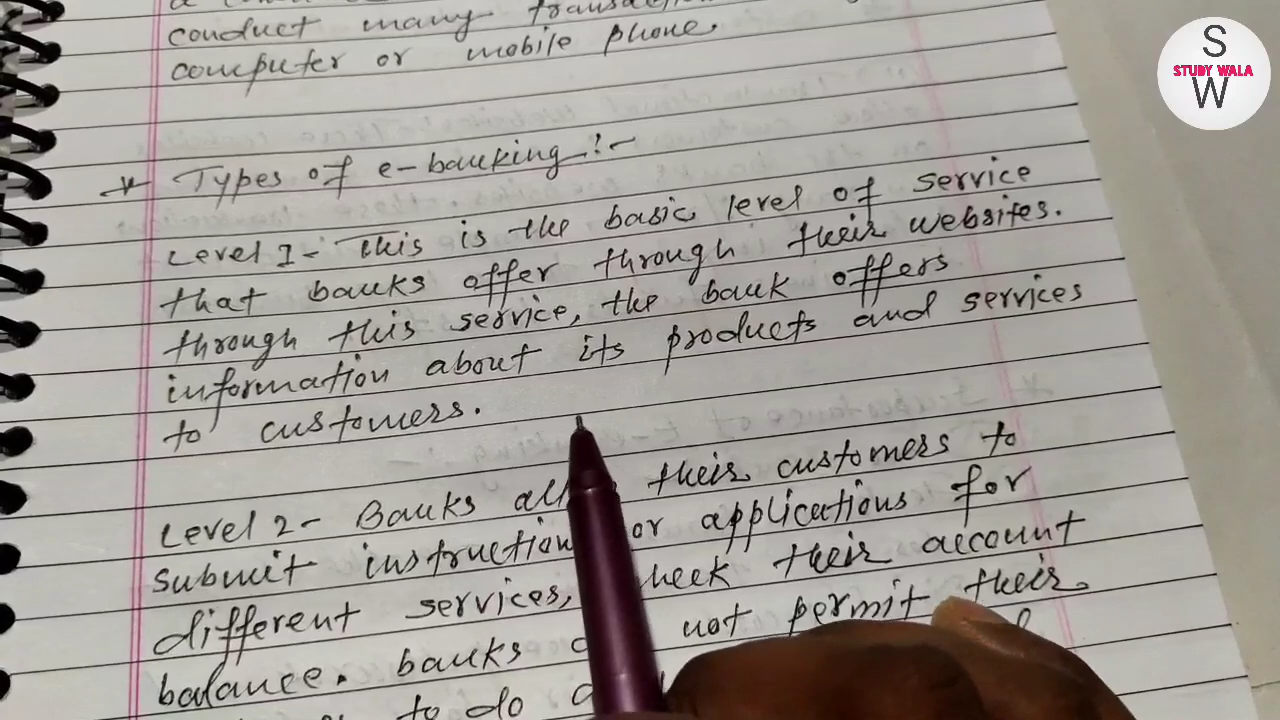 conduct many
computer or mobile phone.
* Types of e-banking :-
Level 1 - This is the basic level of service
that banks offer through their websites.
through this service, the bank offers
information about its products and services
to customers.
Level 2 - Banks their customers to
submit instruction or applications for
different services, their account
balance. banks not permit their
to do
S
STUDY WALA
W